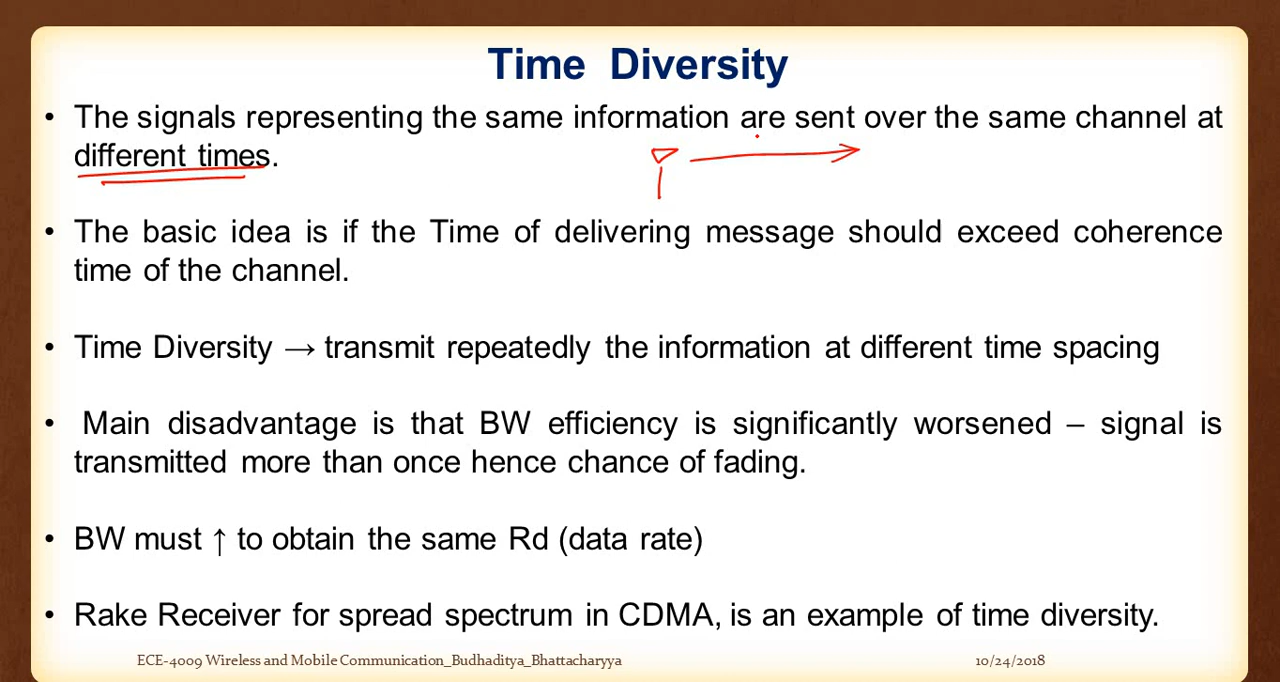 Time Diversity
• The signals representing the same information are sent over the same channel at
different times.
• The basic idea is if the Time of delivering message should exceed coherence
time of the channel.
• Time Diversity → transmit repeatedly the information at different time spacing
• Main disadvantage is that BW efficiency is significantly worsened – signal is
transmitted more than once hence chance of fading.
• BW must ↑ to obtain the same Rd (data rate)
• Rake Receiver for spread spectrum in CDMA, is an example of time diversity.
ECE-4009 Wireless and Mobile Communication_Budhaditya_Bhattacharyya
10/24/2018